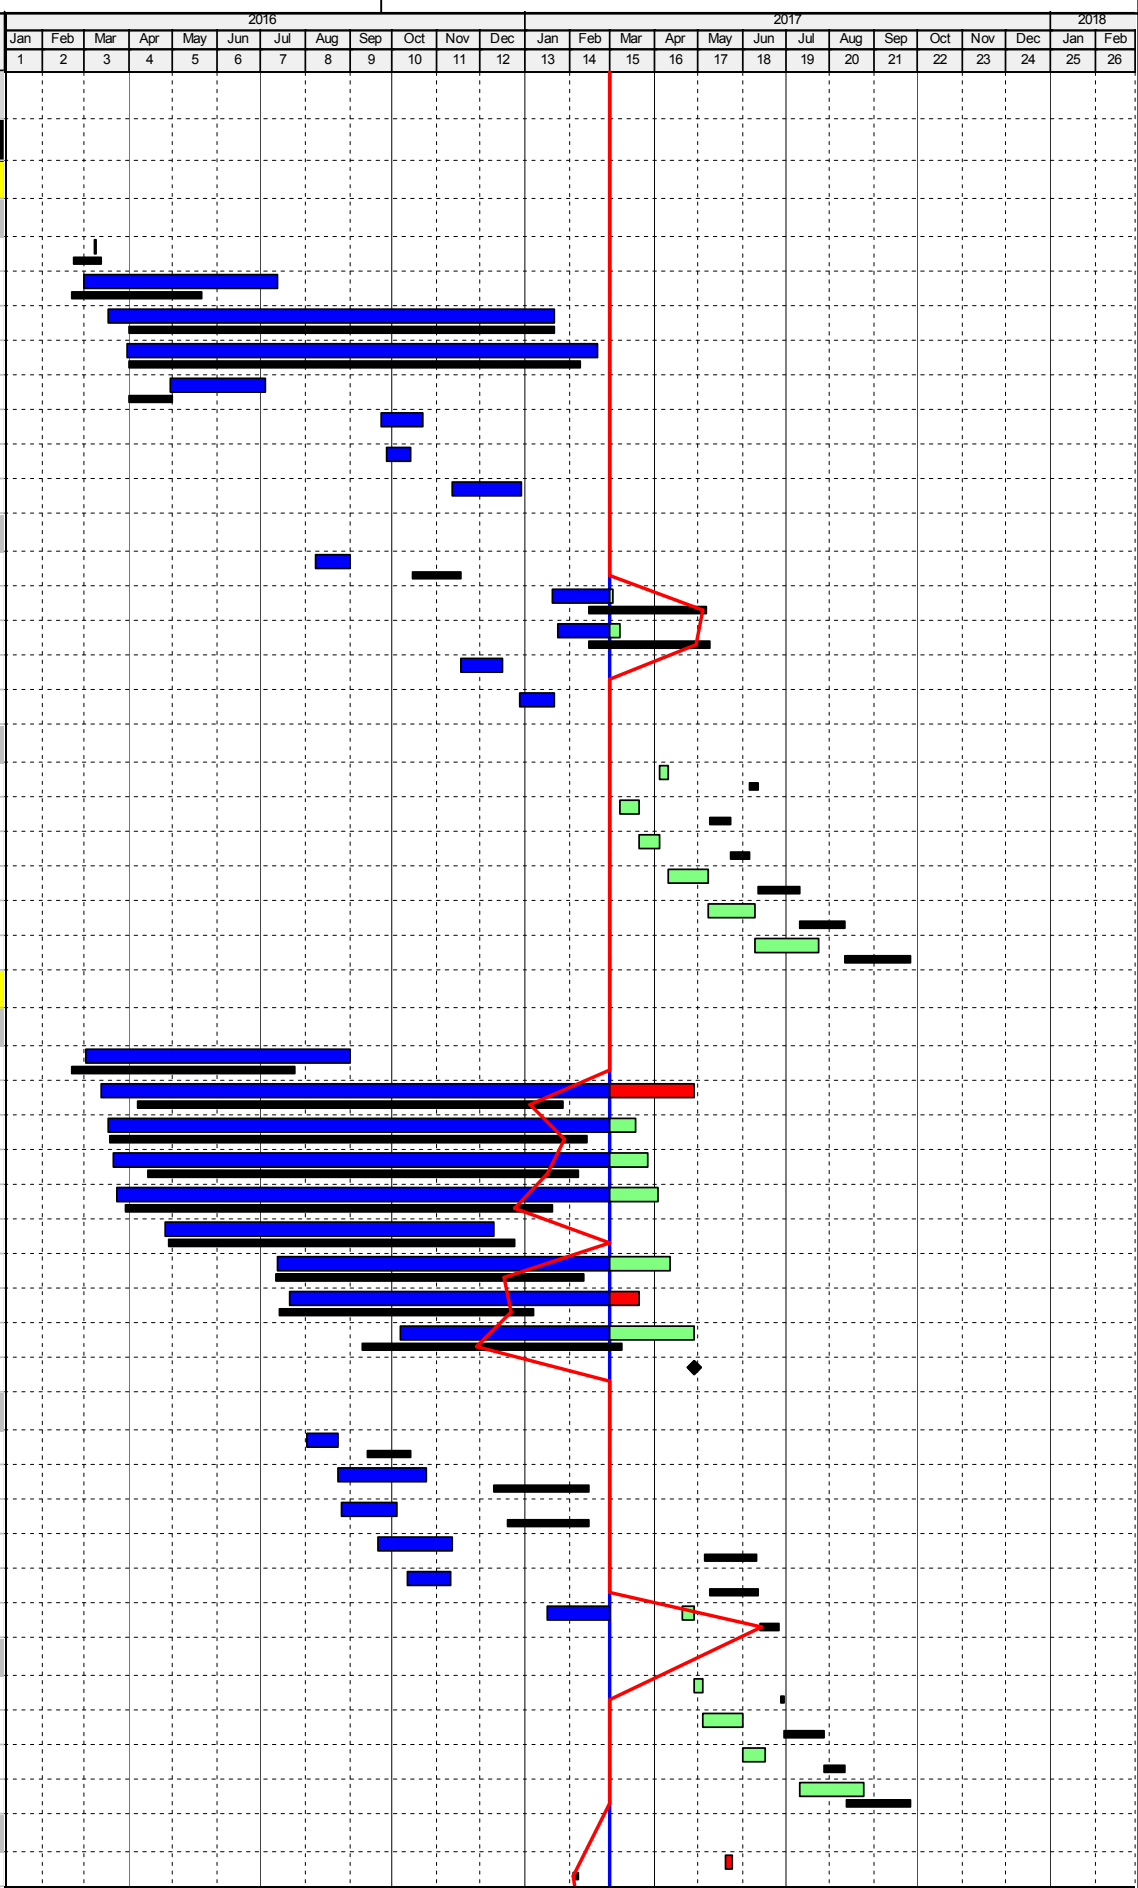 2016 2017 2018
Jan Feb Mar Apr May Jun Jul Aug Sep Oct Nov Dec Jan Feb Mar Apr May Jun Jul Aug Sep Oct Nov Dec Jan Feb
1 2 3 4 5 6 7 8 9 10 11 12 13 14 15 16 17 18 19 20 21 22 23 24 25 26